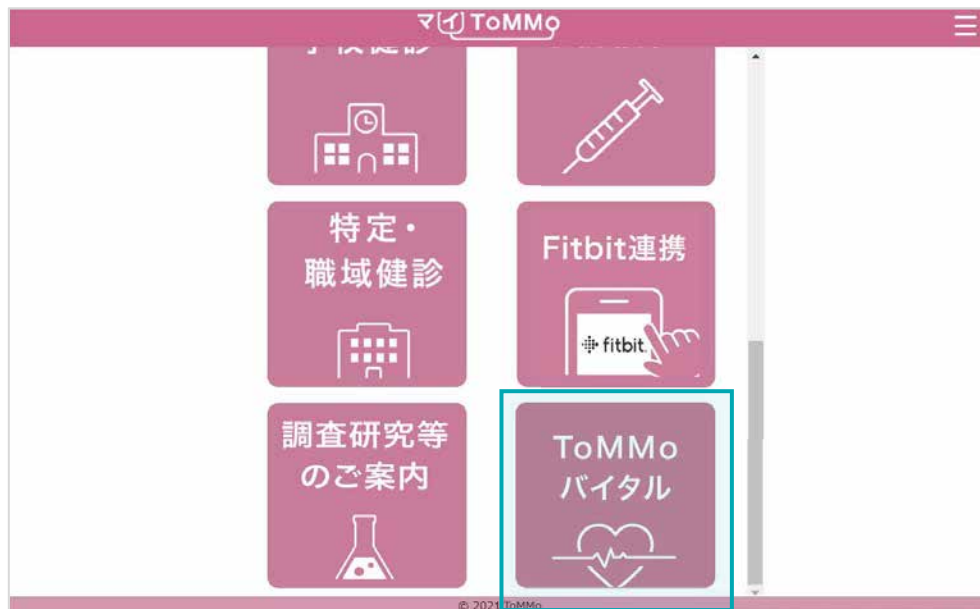 マイToMMo
特定・
職域健診
Fitbit連携
fitbit
調査研究等
のご案内
ToMMo
バイタル
© 2021 ToMMo